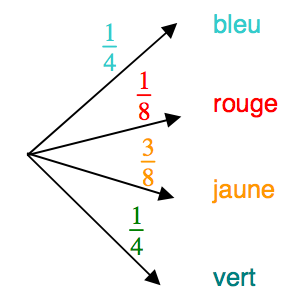 1/4 bleu
1/8 rouge
3/8 jaune
1/4 vert